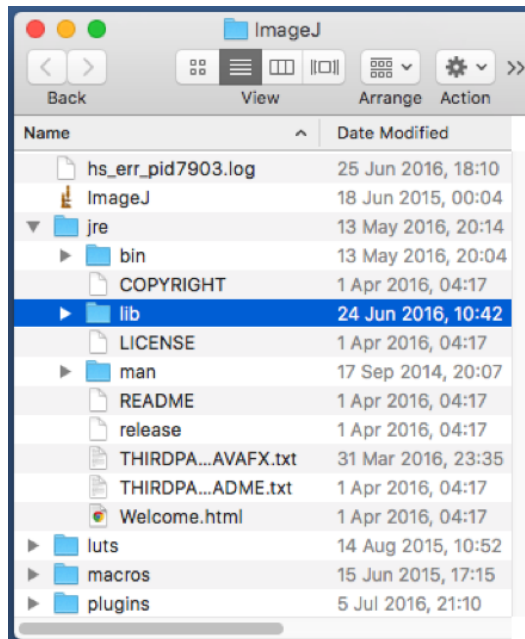 ImageJ
Back View Arrange Action
Name Date Modified
hs_err_pid7903.log 25 Jun 2016, 18:10
ImageJ 18 Jun 2015, 00:04
jre 13 May 2016, 20:14
bin 13 May 2016, 20:04
COPYRIGHT 1 Apr 2016, 04:17
lib 24 Jun 2016, 10:42
LICENSE 1 Apr 2016, 04:17
man 17 Sep 2014, 20:07
README 1 Apr 2016, 04:17
release 1 Apr 2016, 04:17
THIRDPA...AVAFX.txt 31 Mar 2016, 23:35
THIRDPA...ADME.txt 1 Apr 2016, 04:17
Welcome.html 1 Apr 2016, 04:17
luts 14 Aug 2015, 10:52
macros 15 Jun 2015, 17:15
plugins 5 Jul 2016, 21:10